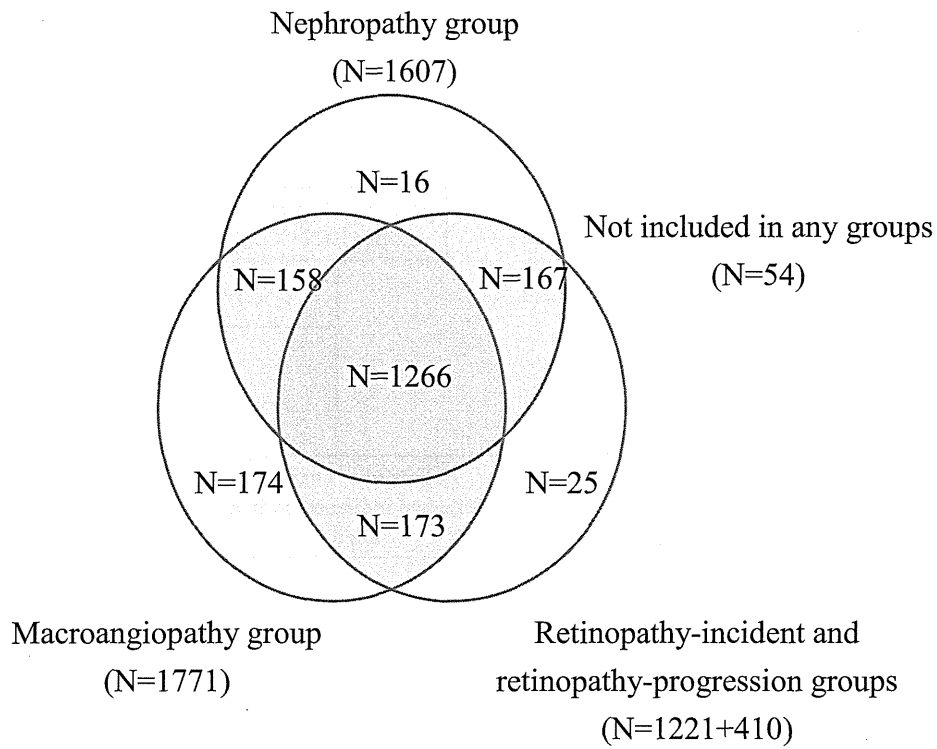 Nephropathy group
(N=1607)
N=16
Not included in any groups
(N=54)
N=158
N=167
N=1266
N=174
N=25
N=173
Macroangiopathy group
(N=1771)
Retinopathy-incident and
retinopathy-progression groups
(N=1221+410)